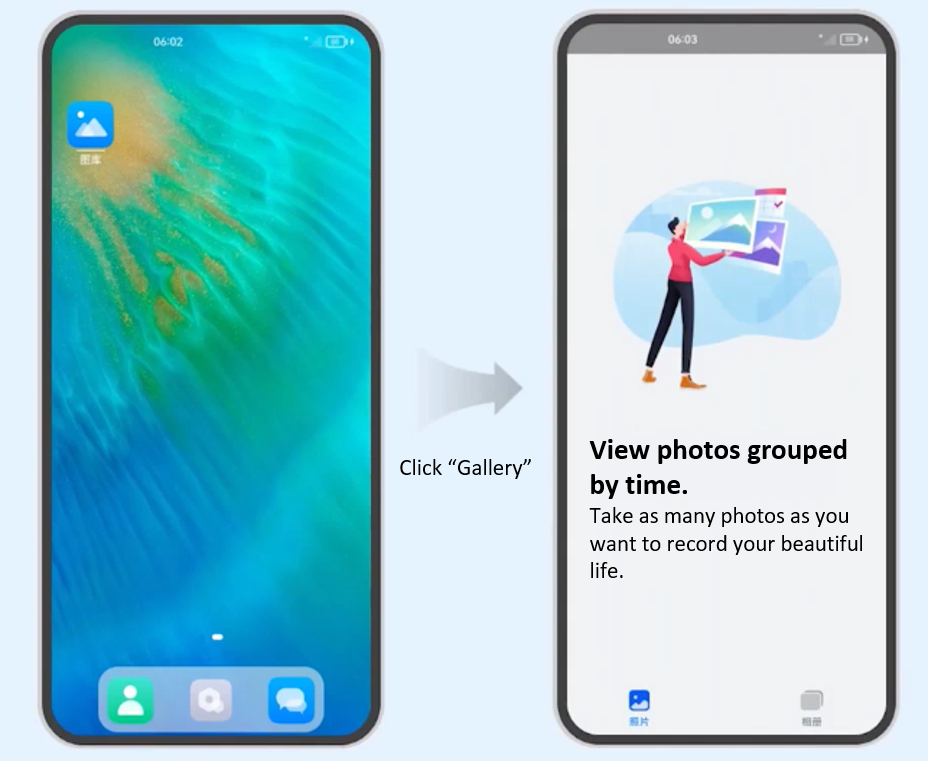 06:02
图库
Click “Gallery”
06:03
View photos grouped
by time.
Take as many photos as you
want to record your beautiful
life.
照片
相册